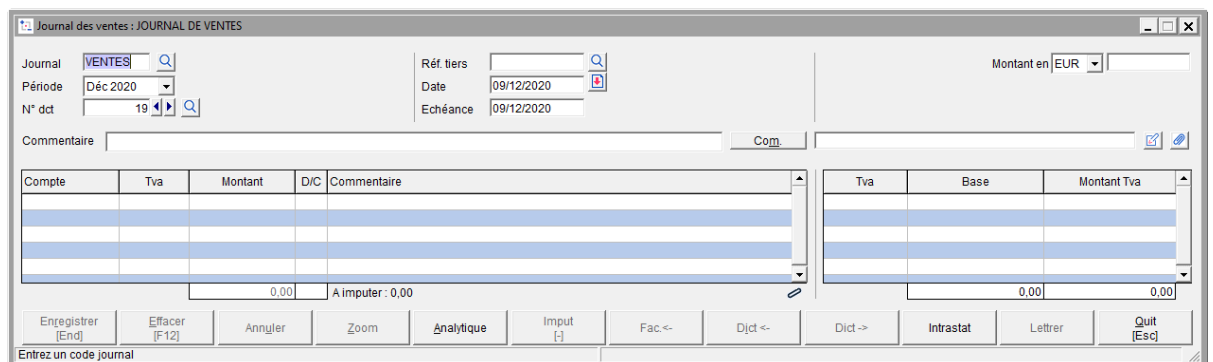 Journal des ventes : JOURNAL DE VENTES
Journal VENTES Réf. tiers Montant en EUR
Période Déc 2020 Date 09/12/2020
N° dct 19 Echéance 09/12/2020
Commentaire Com.
Compte Tva Montant D/C Commentaire Tva Base Montant Tva
0,00 A imputer : 0,00 0,00 0,00
Enregistrer [End] Effacer [F12] Annuler Zoom Analytique Imput [-] Fac.<- Dict <- Dict -> Intrastat Lettrer Quit [Esc]
Entrez un code journal